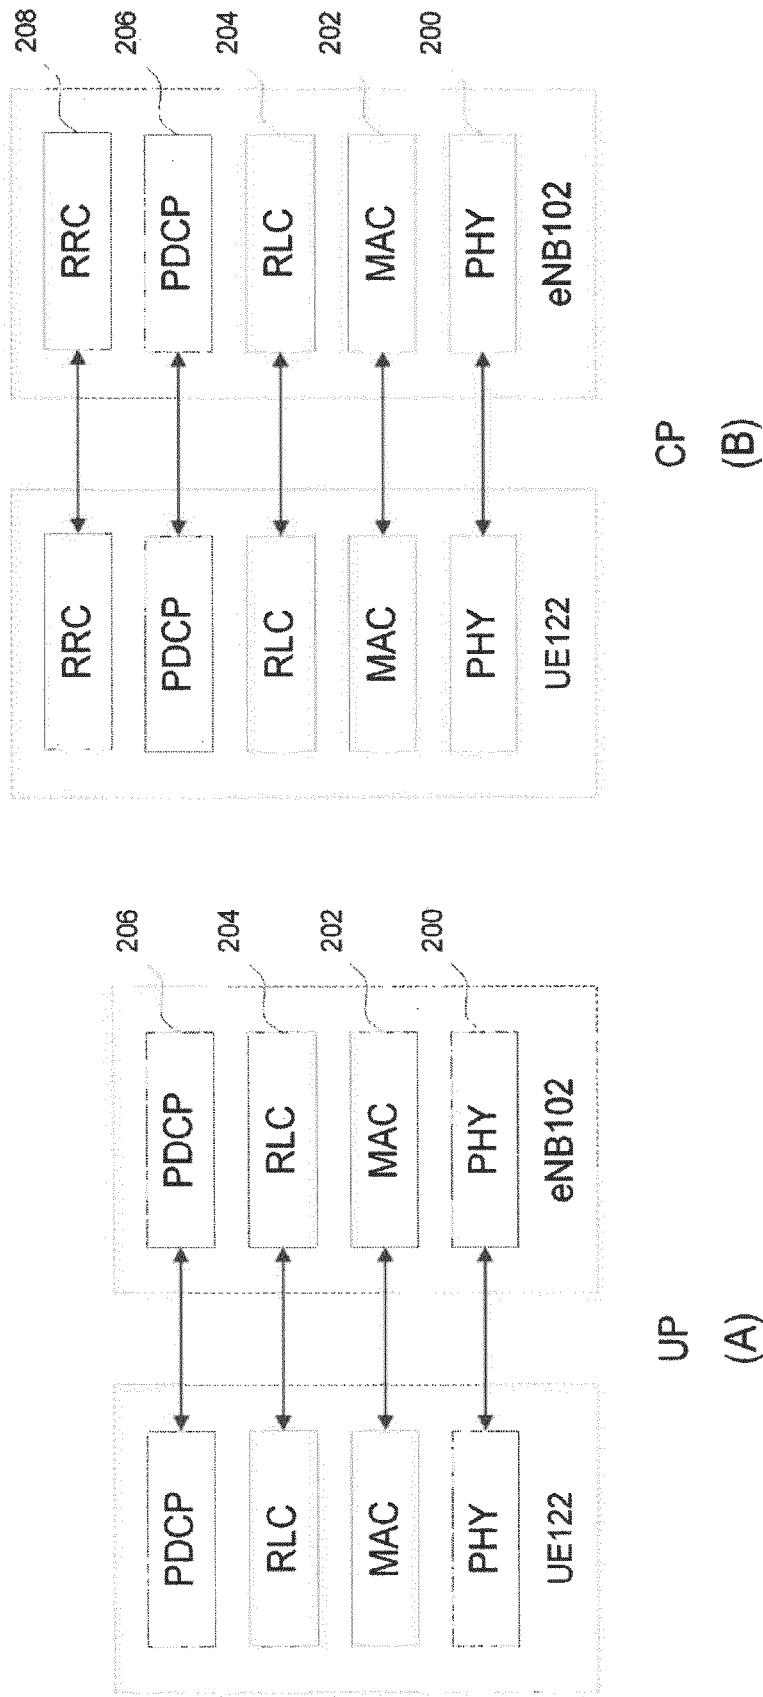 206
204
202
200
PDCP
PDCP
RLC
RLC
MAC
MAC
PHY
PHY
UE122
eNB102
UP
(A)
208
206
204
202
200
RRC
RRC
PDCP
PDCP
RLC
RLC
MAC
MAC
PHY
PHY
UE122
eNB102
CP
(B)